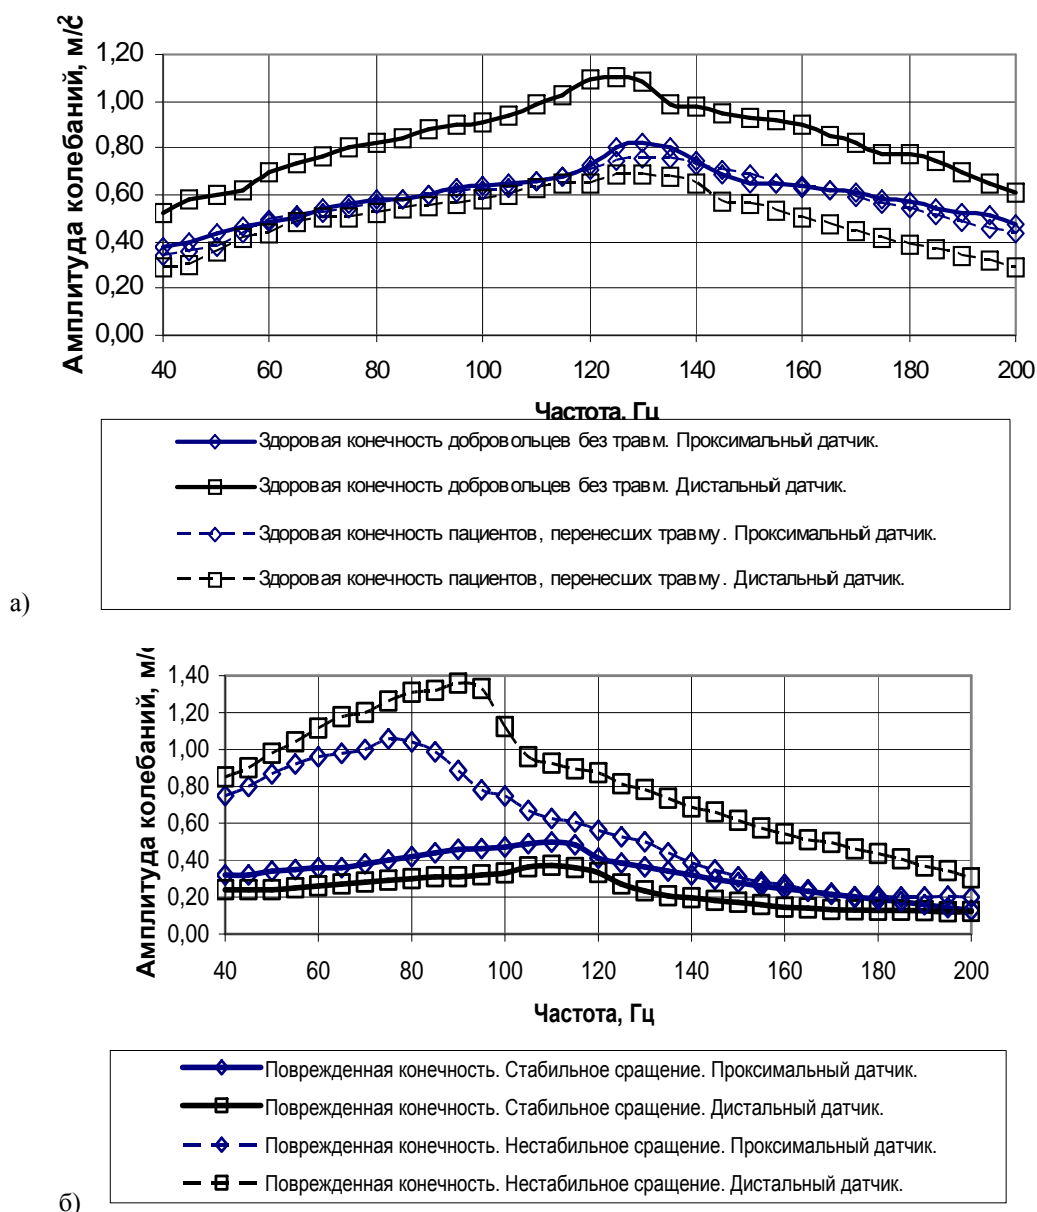 Амплитуда колебаний, м/с²
1,20
1,00
0,80
0,60
0,40
0,20
0,00
40 60 80 100 120 140 160 180 200
Частота, Гц
Здоровая конечность добровольцев без травм. Проксимальный датчик.
Здоровая конечность добровольцев без травм. Дистальный датчик.
Здоровая конечность пациентов, перенесших травму. Проксимальный датчик.
Здоровая конечность пациентов, перенесших травму. Дистальный датчик.
а)
Амплитуда колебаний, м/с
1,40
1,20
1,00
0,80
0,60
0,40
0,20
0,00
40 60 80 100 120 140 160 180 200
Частота, Гц
Поврежденная конечность. Стабильное сращение. Проксимальный датчик.
Поврежденная конечность. Стабильное сращение. Дистальный датчик.
Поврежденная конечность. Нестабильное сращение. Проксимальный датчик.
Поврежденная конечность. Нестабильное сращение. Дистальный датчик.
б)